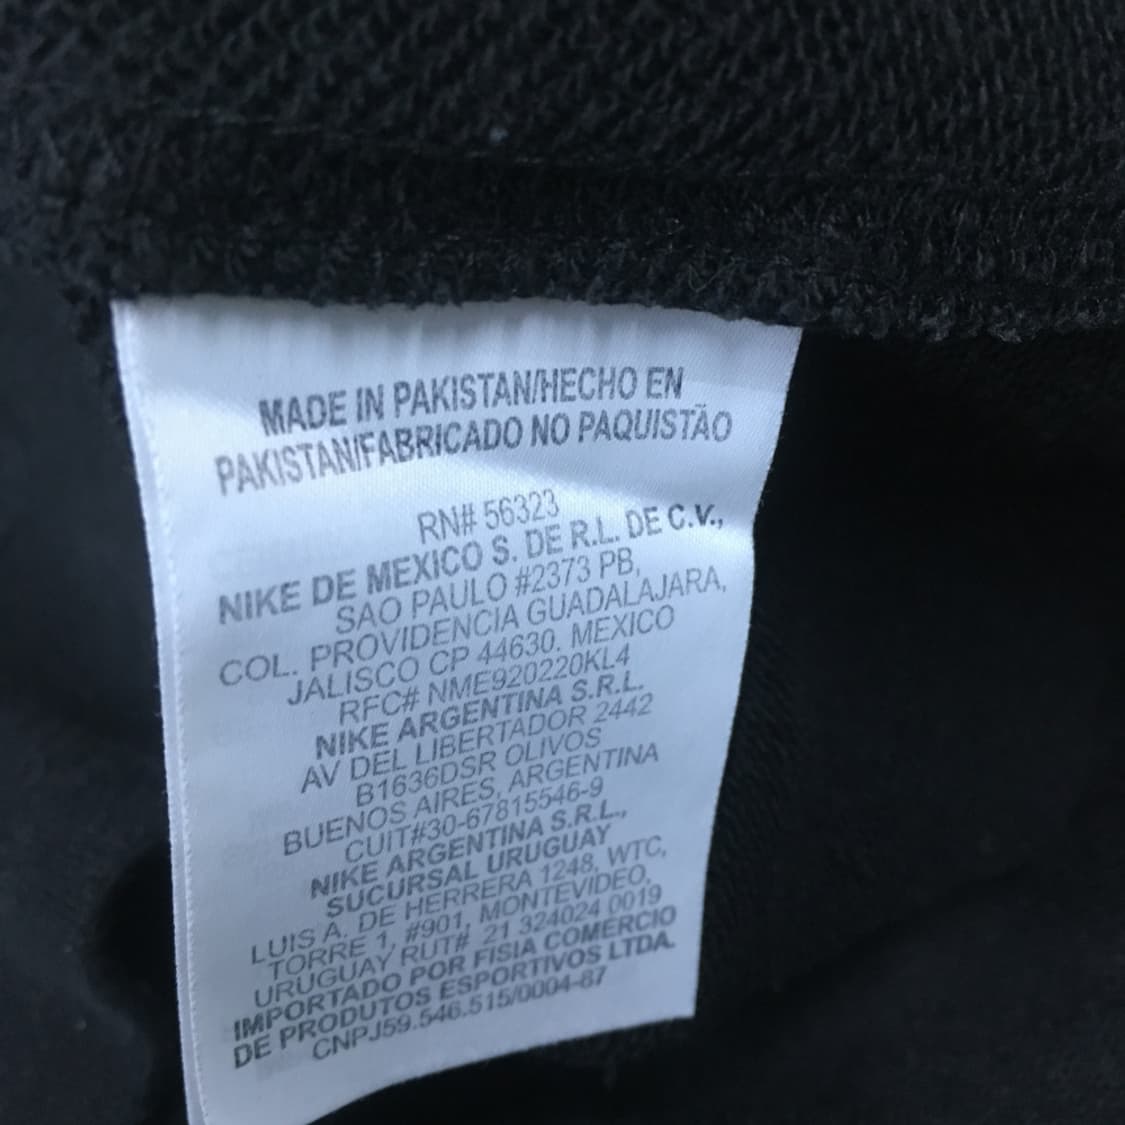 MADE IN PAKISTAN/HECHO EN
PAKISTAN/FABRICADO NO PAQUISTÃO
RN# 56323
NIKE DE MEXICO S. DE R.L. DE C.V.,
SAO PAULO #2373 PB,
COL. PROVIDENCIA GUADALAJARA,
JALISCO CP 44630. MEXICO
RFC# NME920220KL4
NIKE ARGENTINA S.R.L.
AV DEL LIBERTADOR 2442
B1636DSR OLIVOS
BUENOS AIRES, ARGENTINA
CUIT#30-67815546-9
NIKE ARGENTINA S.R.L.,
SUCURSAL URUGUAY
LUIS A. DE HERRERA 1248, WTC,
TORRE 1, #901, MONTEVIDEO,
URUGUAY RUT# 21 324024 0019
IMPORTADO POR FISIA COMÉRCIO
DE PRODUTOS ESPORTIVOS LTDA.
CNPJ59.546.515/0004-87